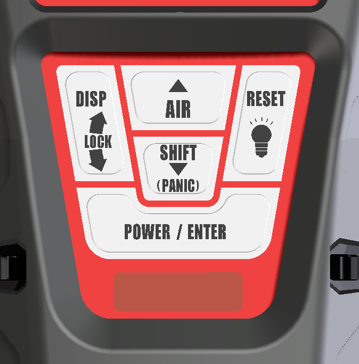 DISP
LOCK
AIR
RESET
SHIFT
(PANIC)
POWER / ENTER